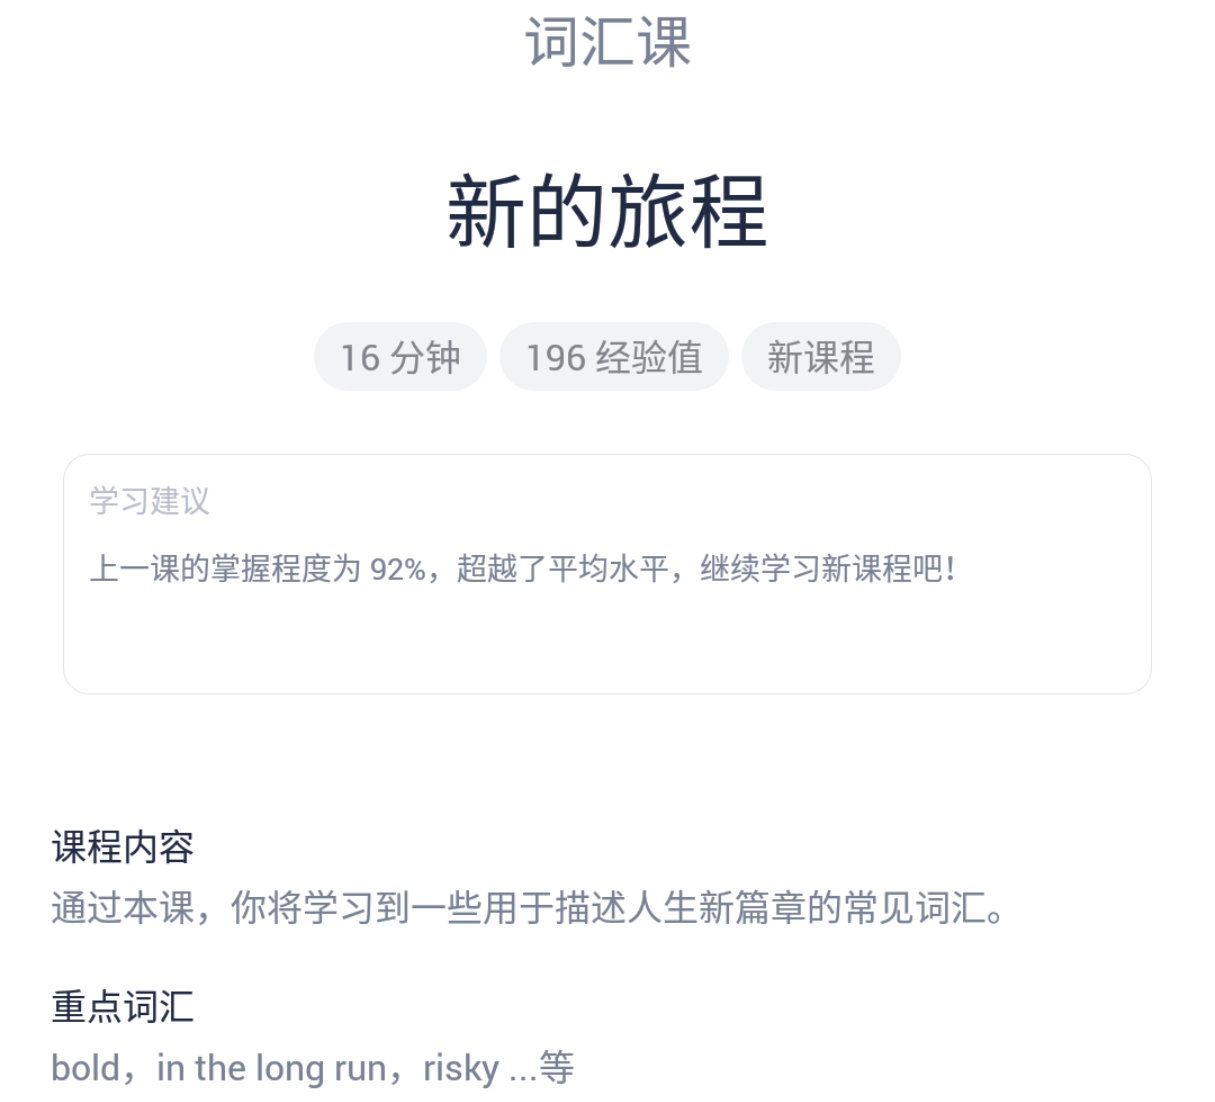 词汇课
新的旅程
16 分钟
196 经验值
新课程
学习建议
上一课的掌握程度为 92%，超越了平均水平，继续学习新课程吧！
课程内容
通过本课，你将学习到一些用于描述人生新篇章的常见词汇。
重点词汇
bold，in the long run，risky ...等